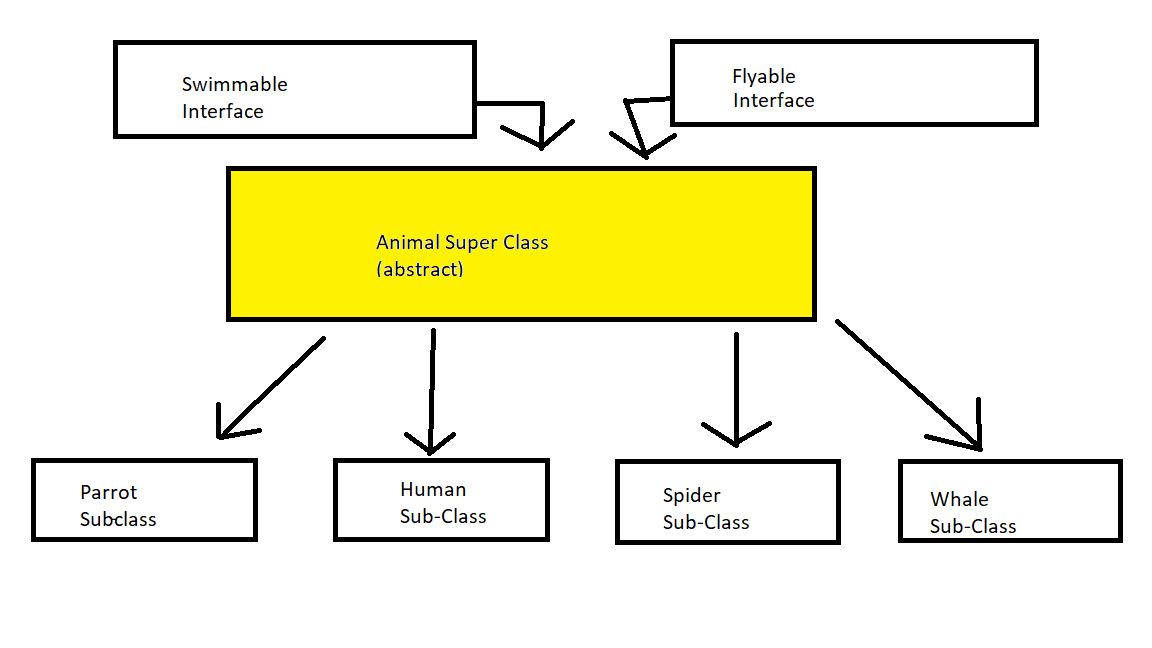 Swimmable
Interface
Flyable
Interface
Animal Super Class
(abstract)
Parrot
Subclass
Human
Sub-Class
Spider
Sub-Class
Whale
Sub-Class